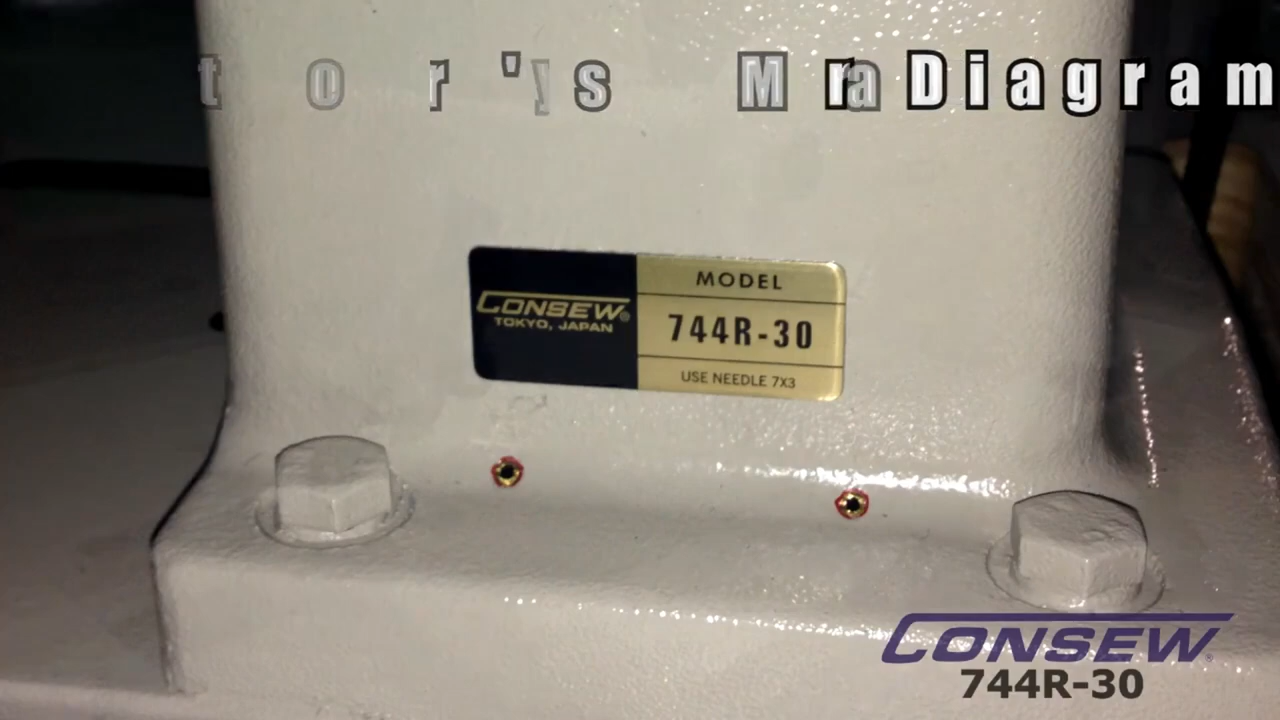 Diagram
MODEL
CONSEW®
TOKYO, JAPAN
744R-30
USE NEEDLE 7X3
CONSEW®
744R-30